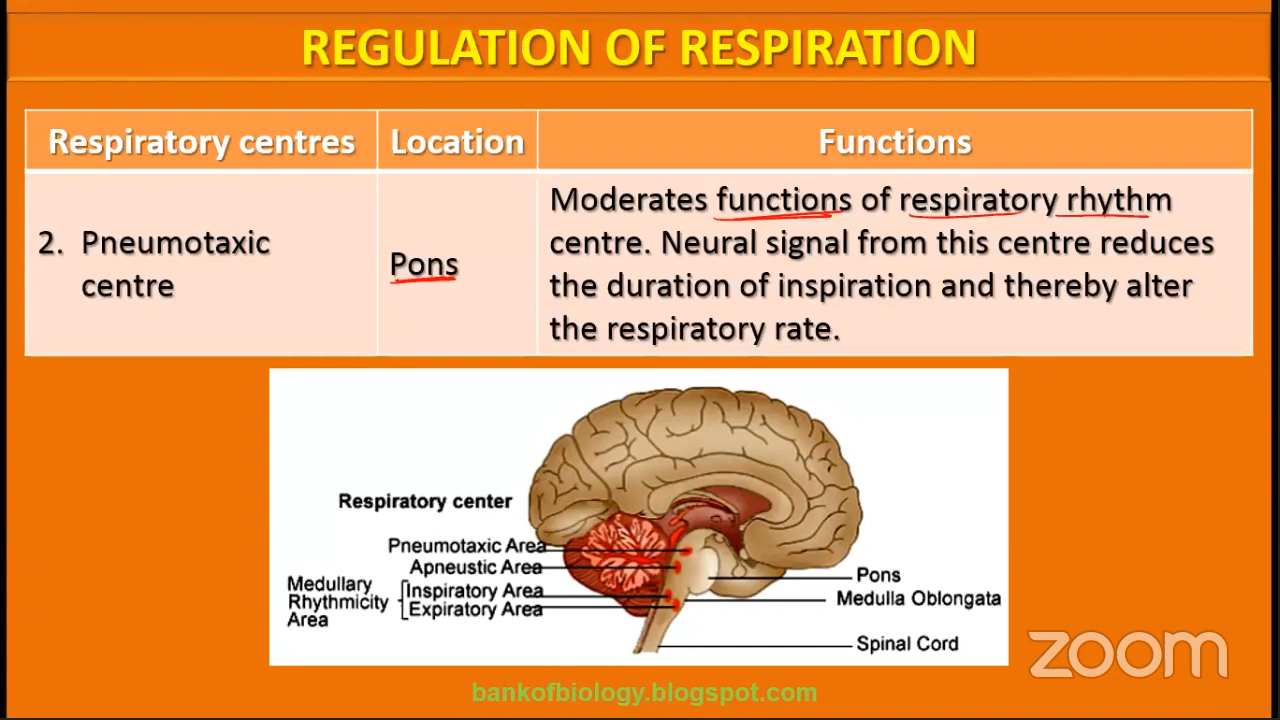 REGULATION OF RESPIRATION
Respiratory centres
Location
Functions
2. Pneumotaxic
centre
Pons
Moderates functions of respiratory rhythm
centre. Neural signal from this centre reduces
the duration of inspiration and thereby alter
the respiratory rate.
Respiratory center
Pneumotaxic Area
Apneustic Area
Medullary
Rhythmicity
Area
Inspiratory Area
Expiratory Area
Pons
Medulla Oblongata
Spinal Cord
zoom
bankofbiology.blogspot.com